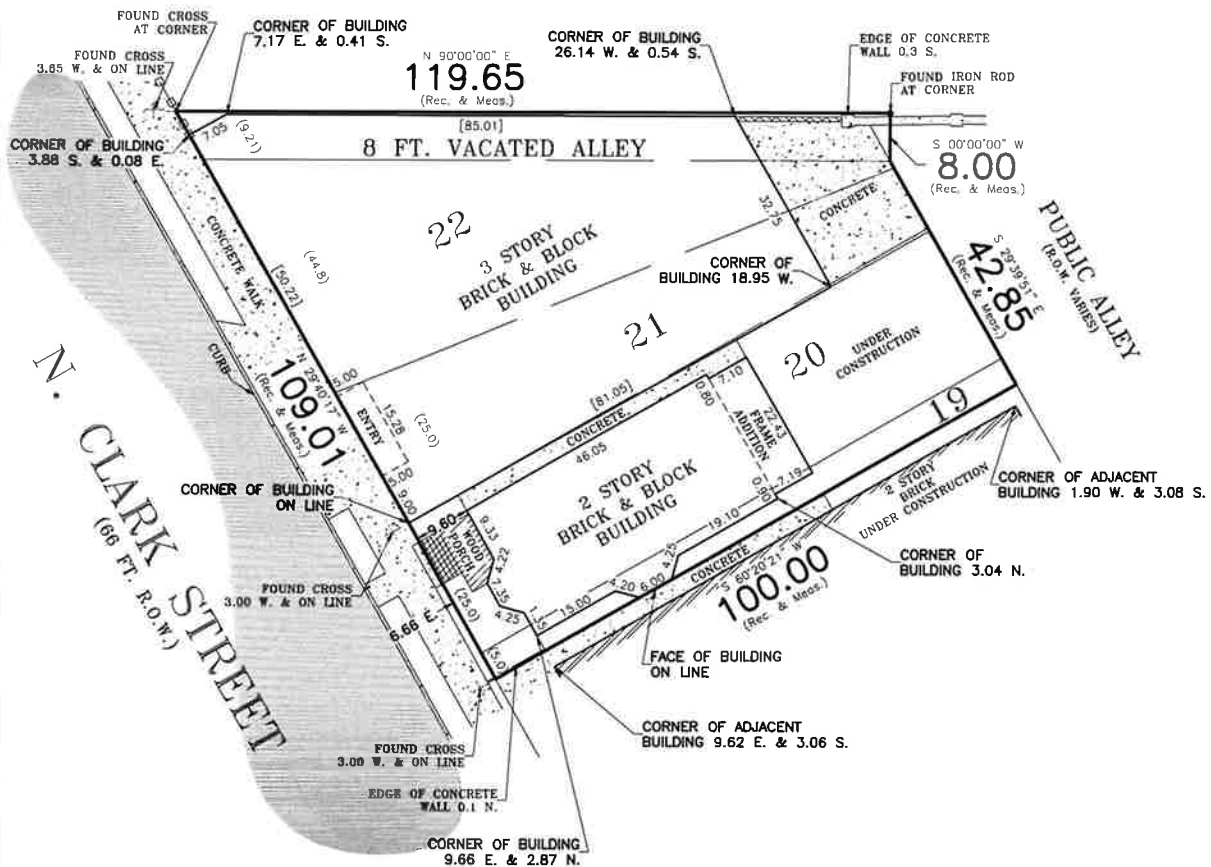 FOUND CROSS
AT CORNER
CORNER OF BUILDING
7.17 E. & 0.41 S.
N 90°00'00" E
119.65
(Rec. & Meas.)
CORNER OF BUILDING
26.14 W. & 0.54 S.
EDGE OF CONCRETE
WALL 0.3 S.
FOUND CROSS
3.85 W. & ON LINE
FOUND IRON ROD
AT CORNER
CORNER OF BUILDING
3.88 S. & 0.08 E.
7.05
(9.21)
[85.01]
8 FT. VACATED ALLEY
S 00°00'00" W
8.00
(Rec. & Meas.)
22
3 STORY
BRICK & BLOCK
BUILDING
32.75
CONCRETE
CONCRETE WALK
(44.8)
[50.22]
CORNER OF
BUILDING 18.95 W.
PUBLIC ALLEY
(R.O.W. VARIES)
S 29°39'51" E
42.85
(Rec. & Meas.)
21
20
UNDER
CONSTRUCTION
CURB
N 29°40'17" W
109.01
(Rec. & Meas.)
5.00
ENTRY
15.28
(25.0)
5.00
9.00
[81.05]
CONCRETE
46.05
0.80
7.10
22.43
FRAME
ADDITION
0.90
7.19
19
N. CLARK STREET
(66 FT. R.O.W.)
CORNER OF BUILDING
ON LINE
2 STORY
BRICK & BLOCK
BUILDING
CORNER OF ADJACENT
BUILDING 1.90 W. & 3.08 S.
2 STORY
BRICK
UNDER CONSTRUCTION
9.60
9.33
WOOD
PORCH
4.22
7.35
4.25
1.35
15.00
4.20
6.00
4.25
19.10
CONCRETE
S 60°20'21" W
100.00
(Rec. & Meas.)
CORNER OF
BUILDING 3.04 N.
FOUND CROSS
3.00 W. & ON LINE
6.66 E.
(25.0)
(5.0)
FACE OF BUILDING
ON LINE
CORNER OF ADJACENT
BUILDING 9.62 E. & 3.06 S.
FOUND CROSS
3.00 W. & ON LINE
EDGE OF CONCRETE
WALL 0.1 N.
CORNER OF BUILDING
9.66 E. & 2.87 N.